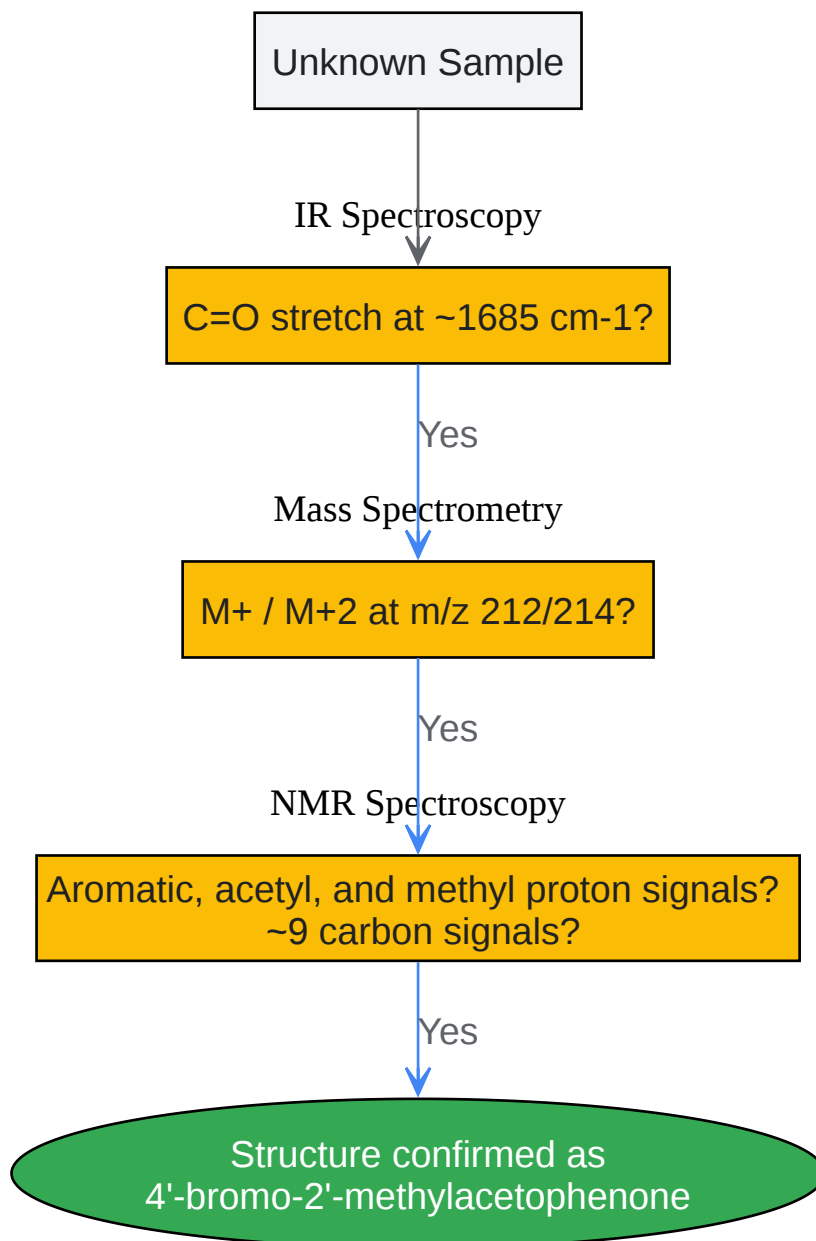 Unknown Sample
IR Spectroscopy
C=O stretch at ~1685 cm-1?
Yes
Mass Spectrometry
M+ / M+2 at m/z 212/214?
Yes
NMR Spectroscopy
Aromatic, acetyl, and methyl proton signals?
~9 carbon signals?
Yes
Structure confirmed as
4'-bromo-2'-methylacetophenone